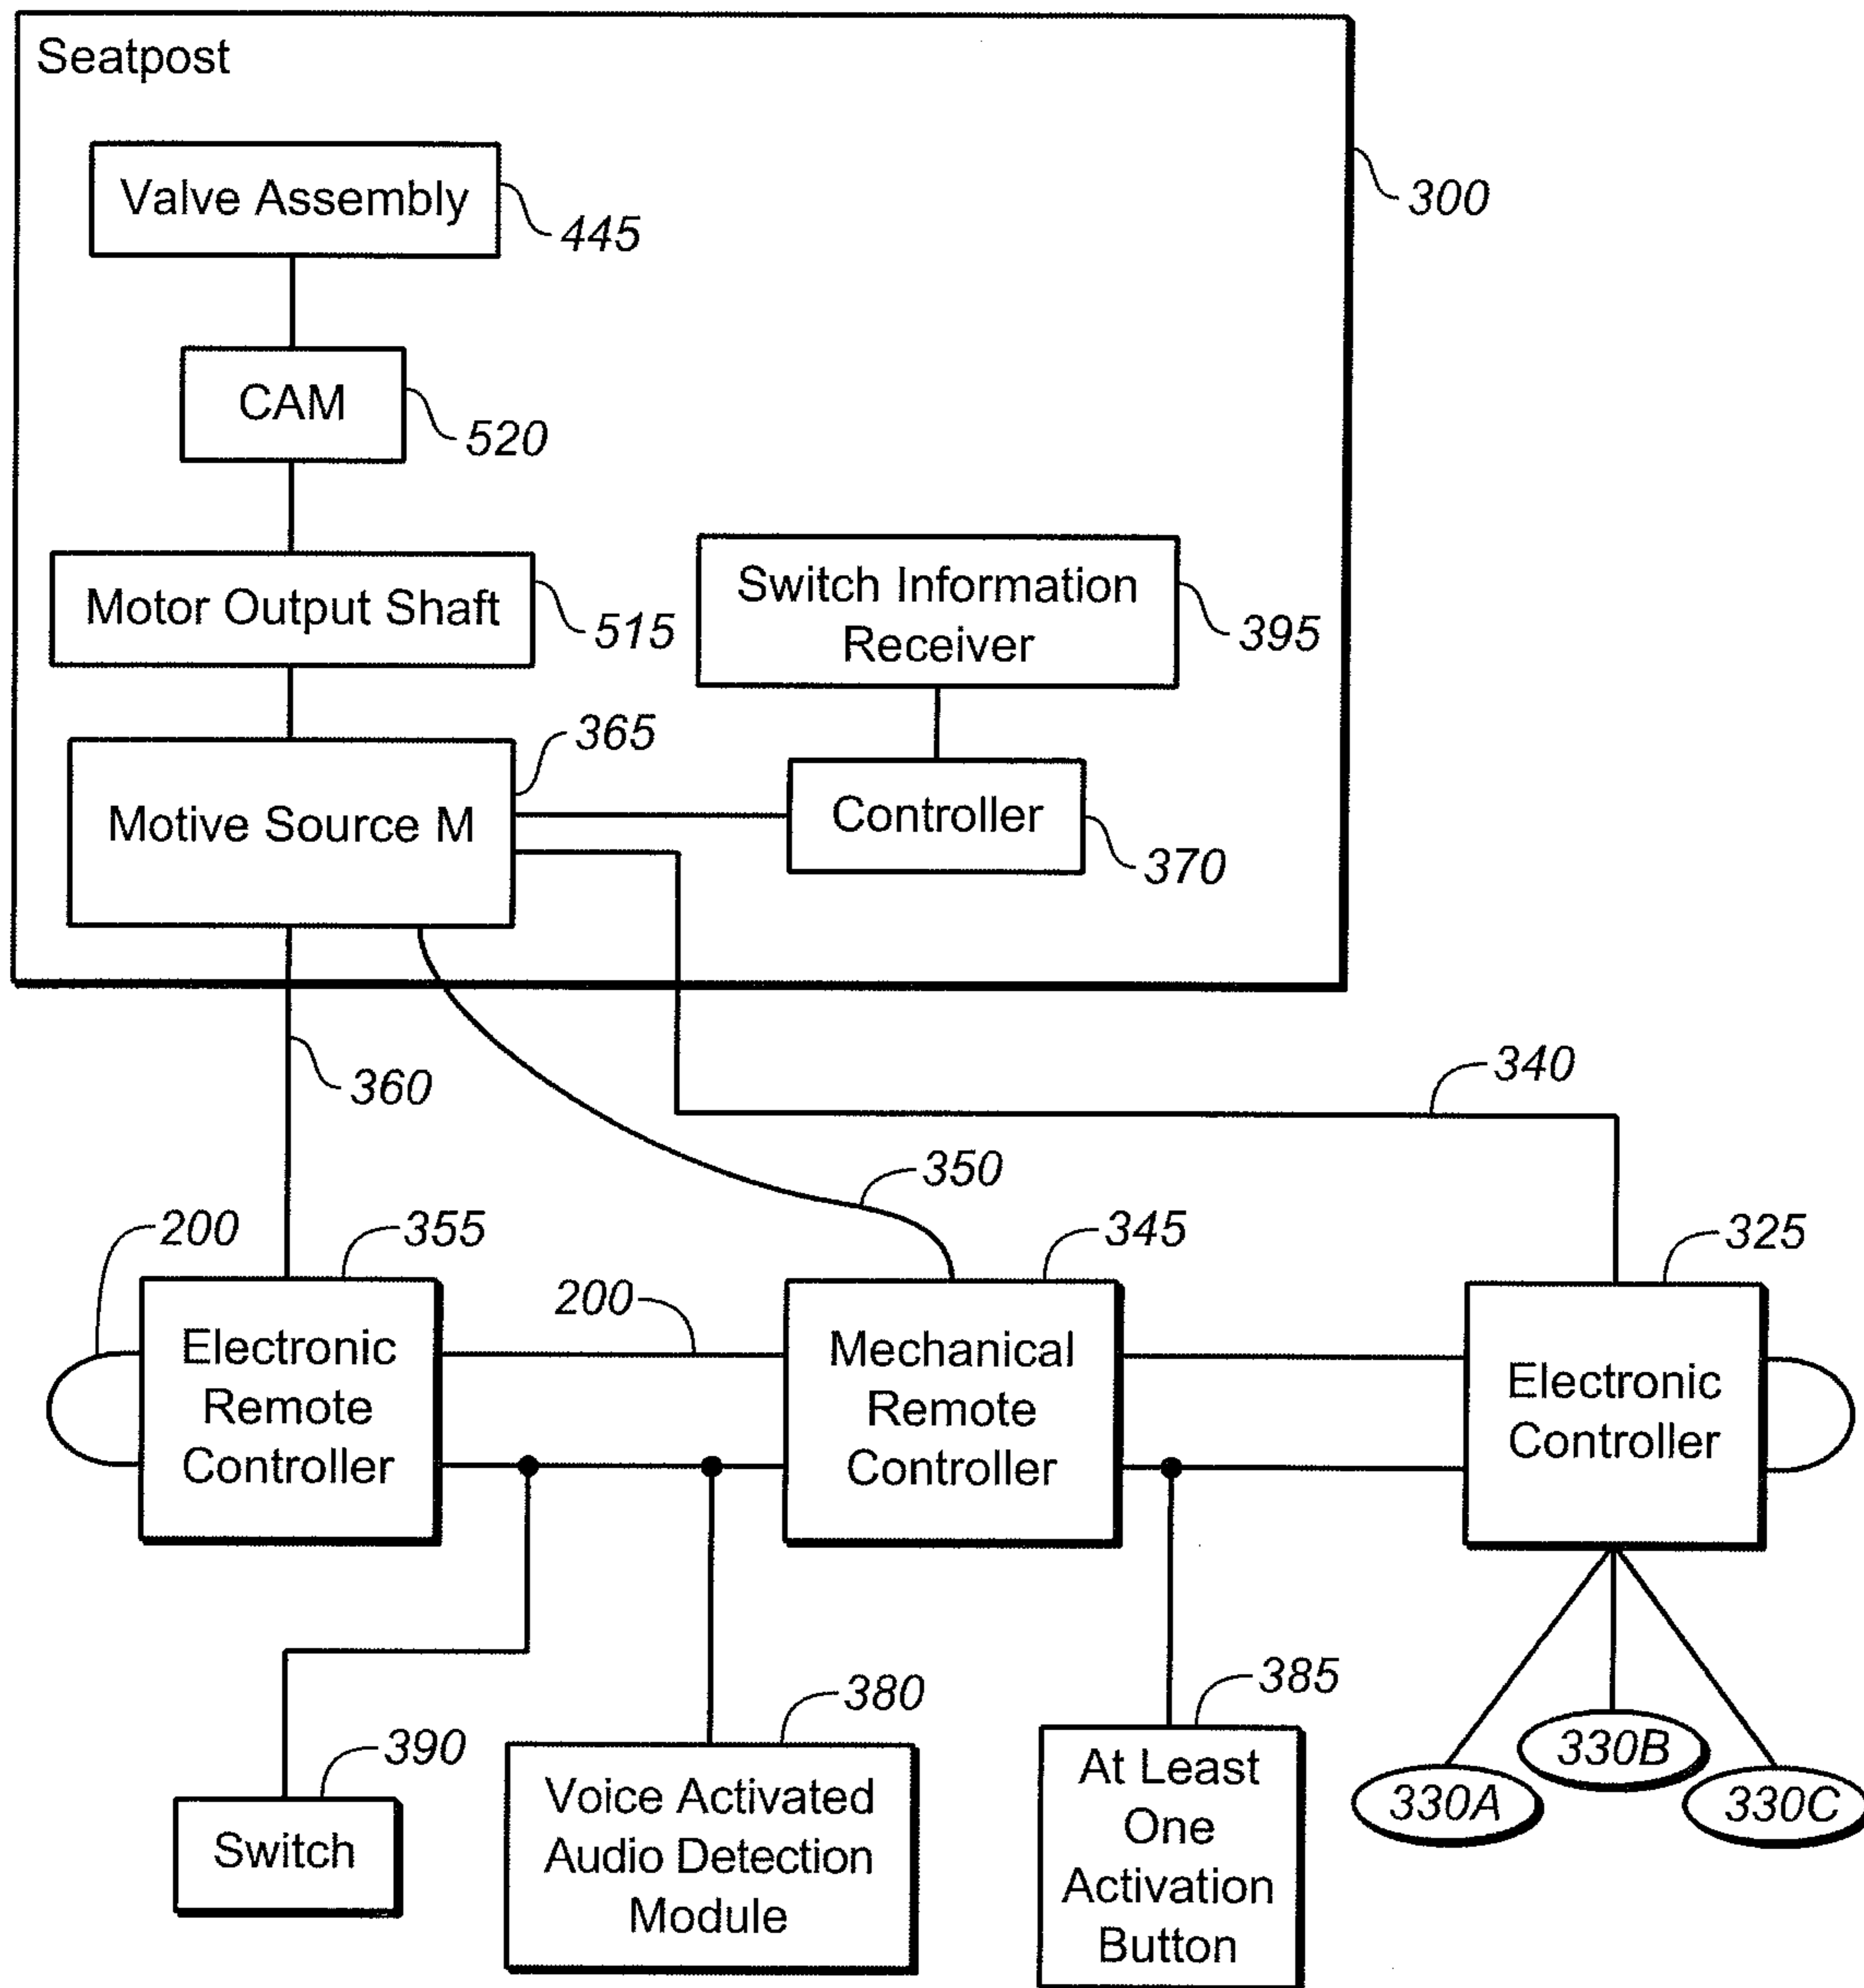 Seatpost
300
Valve Assembly
445
CAM
520
Motor Output Shaft
515
Switch Information
Receiver
395
365
Motive Source M
Controller
370
360
340
350
200
355
345
325
200
Electronic
Remote
Controller
Mechanical
Remote
Controller
Electronic
Controller
390
Switch
380
Voice Activated
Audio Detection
Module
385
At Least
One
Activation
Button
330A
330B
330C